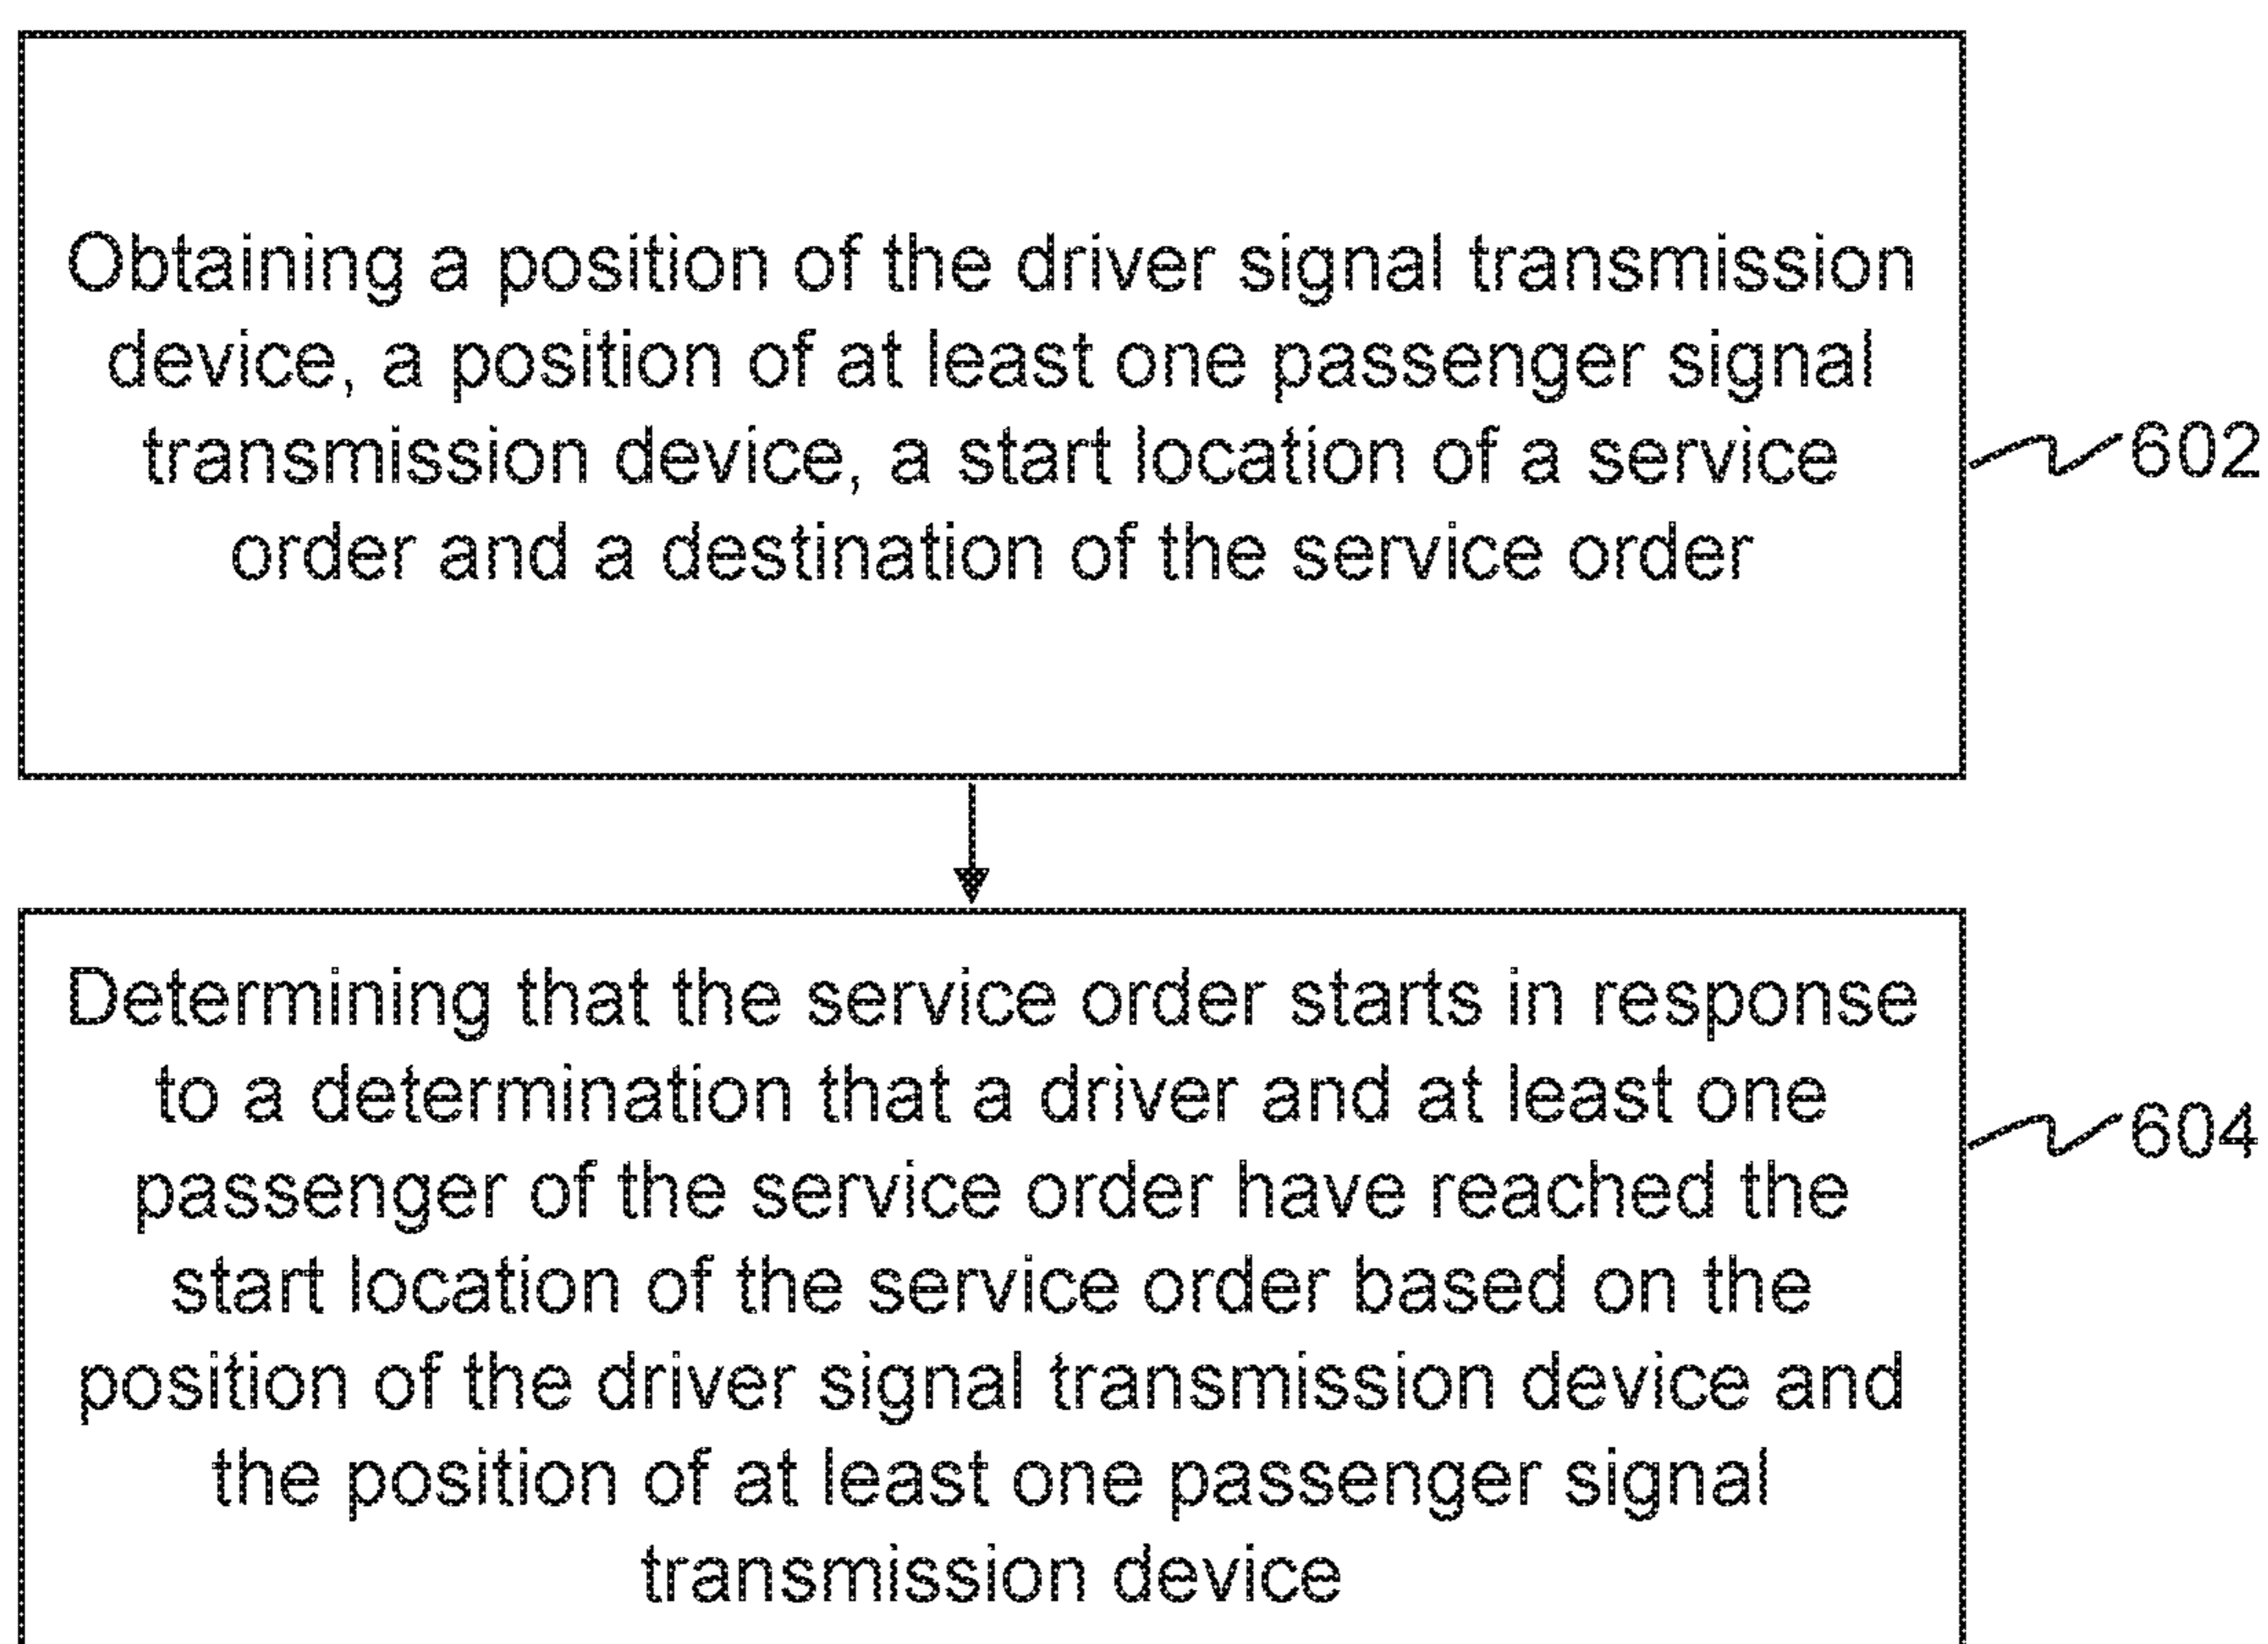 Obtaining a position of the driver signal transmission
device, a position of at least one passenger signal
transmission device, a start location of a service
order and a destination of the service order
602
Determining that the service order starts in response
to a determination that a driver and at least one
passenger of the service order have reached the
start location of the service order based on the
position of the driver signal transmission device and
the position of at least one passenger signal
transmission device
604